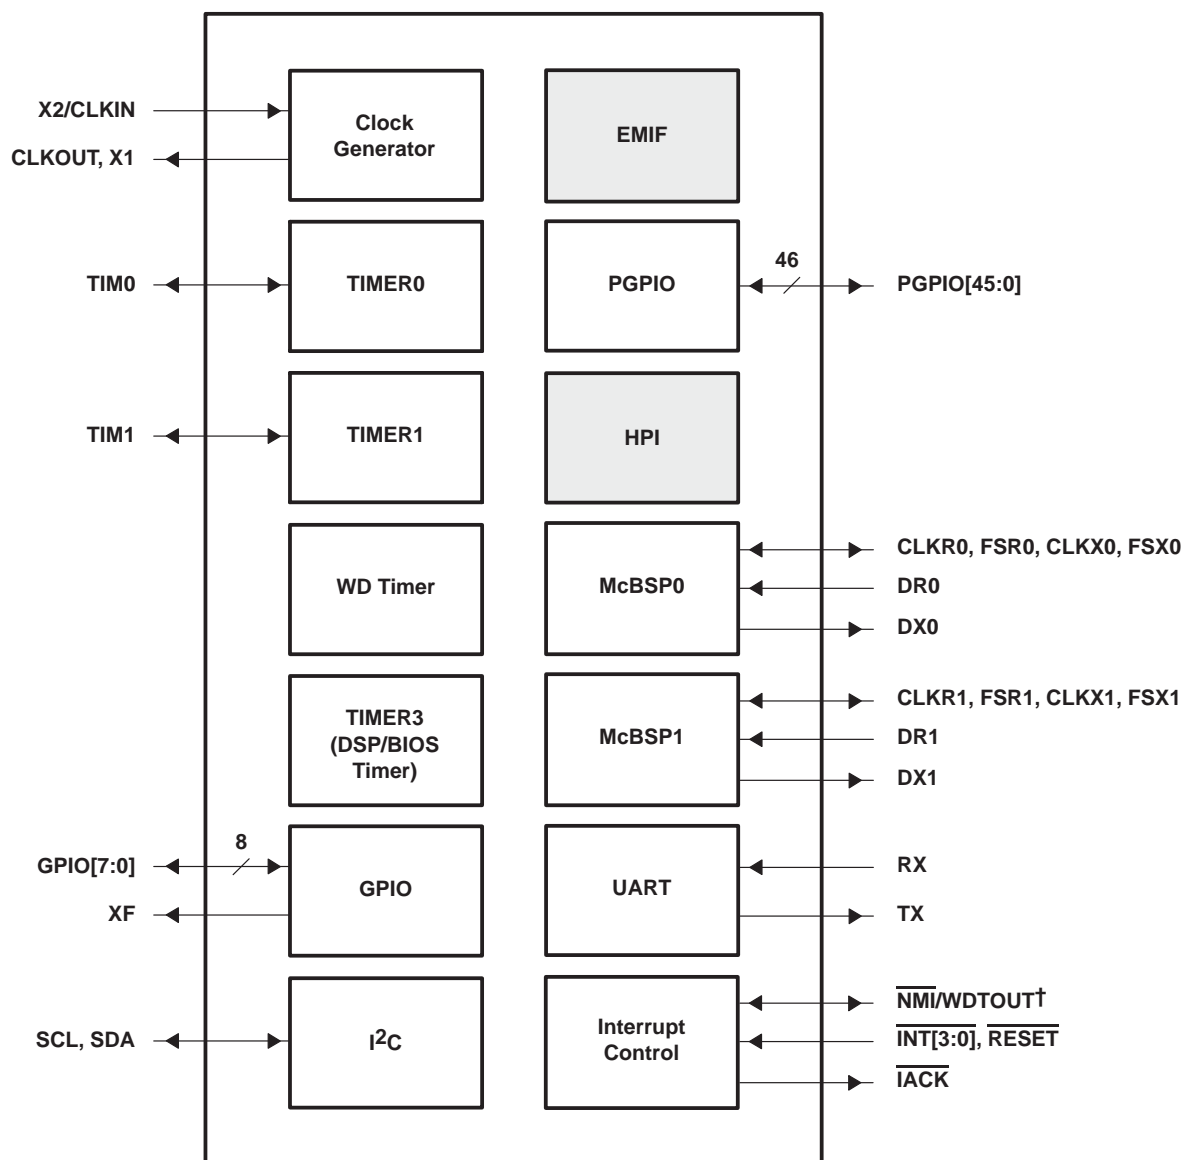 X2/CLKIN
CLKOUT, X1
Clock
Generator
EMIF
TIM0
TIMER0
PGPIO
46
PGPIO[45:0]
TIM1
TIMER1
HPI
WD Timer
McBSP0
CLKR0, FSR0, CLKX0, FSX0
DR0
DX0
TIMER3
(DSP/BIOS
Timer)
McBSP1
CLKR1, FSR1, CLKX1, FSX1
DR1
DX1
GPIO[7:0]
8
XF
GPIO
UART
RX
TX
SCL, SDA
I2C
Interrupt
Control
NMI/WDTOUT†
INT[3:0], RESET
IACK